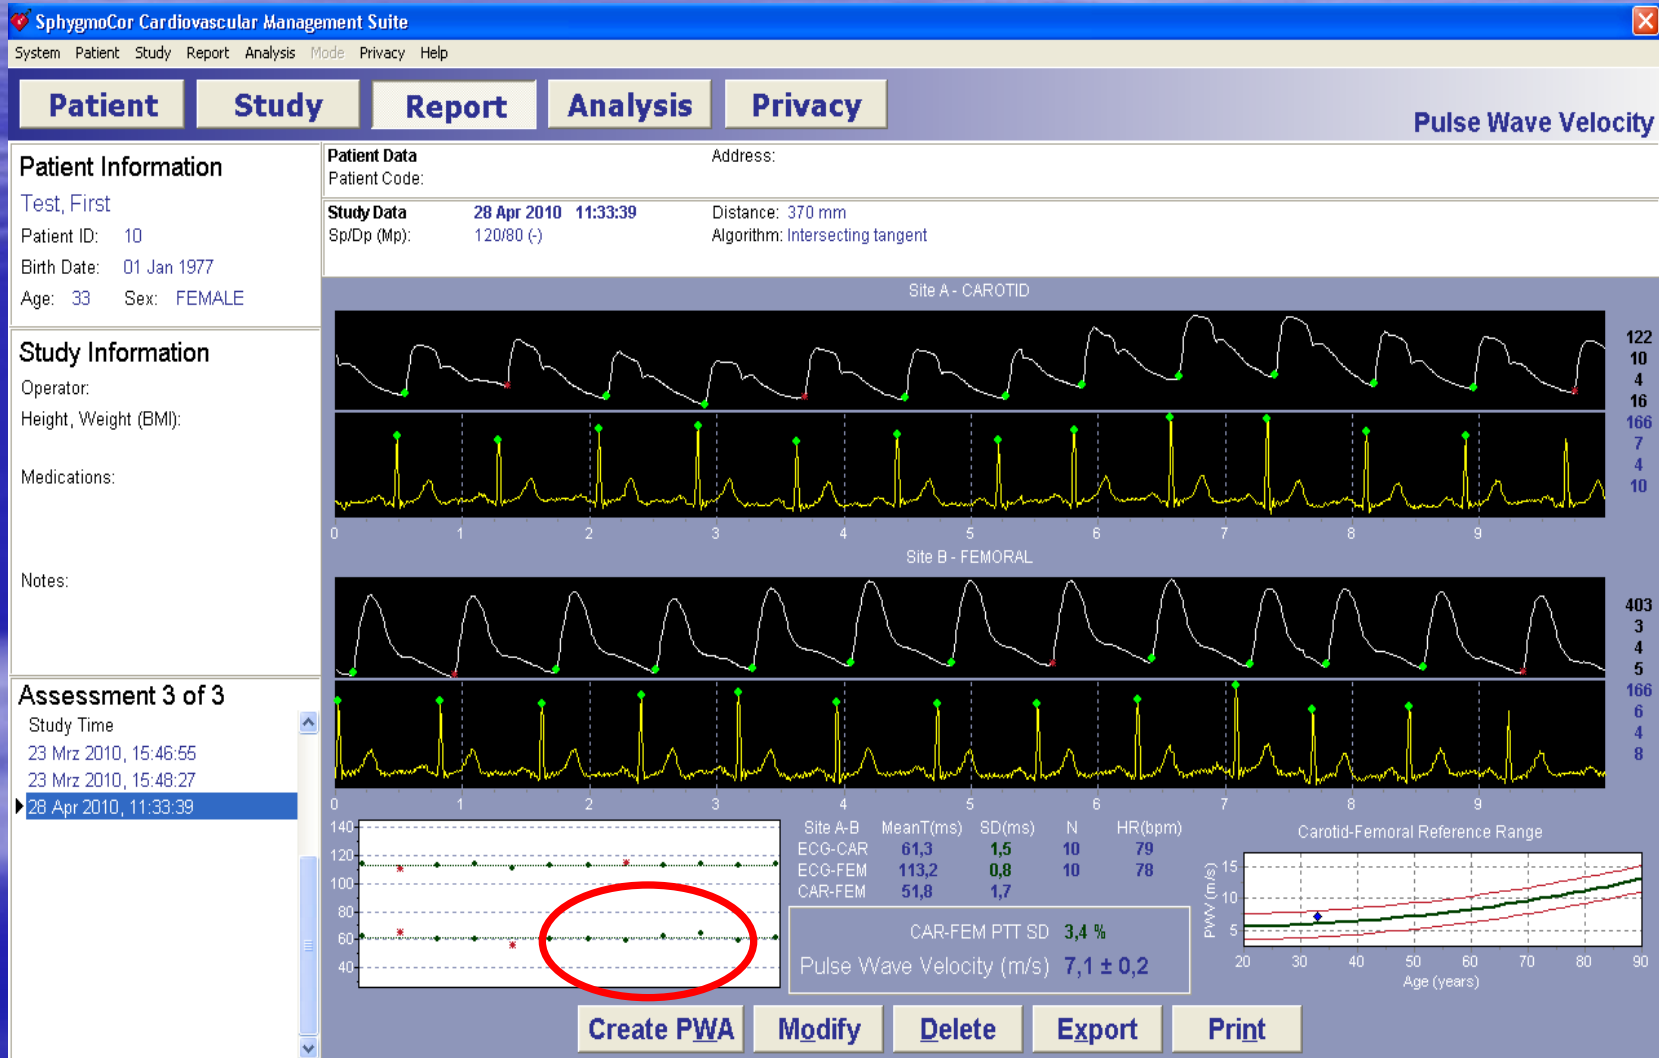 SphygmoCor Cardiovascular Management Suite
System Patient Study Report Analysis Mode Privacy Help
Patient Study Report Analysis Privacy
Pulse Wave Velocity
Patient Information
Test, First
Patient ID: 10
Birth Date: 01 Jan 1977
Age: 33 Sex: FEMALE
Study Information
Operator:
Height, Weight (BMI):
Medications:
Notes:
Assessment 3 of 3
Study Time
23 Mrz 2010, 15:46:55
23 Mrz 2010, 15:48:27
28 Apr 2010, 11:33:39
Patient Data Address:
Patient Code:
Study Data 28 Apr 2010 11:33:39 Distance: 370 mm
Sp/Dp (Mp): 120/80 (-) Algorithm: Intersecting tangent
Site A - CAROTID
122
10
4
16
166
7
4
10
0 1 2 3 4 5 6 7 8 9
Site B - FEMORAL
403
3
4
5
166
6
4
8
0 1 2 3 4 5 6 7 8 9
140
120
100
80
60
40
Site A-B MeanT(ms) SD(ms) N HR(bpm)
ECG-CAR 61,3 1,5 10 79
ECG-FEM 113,2 0,8 10 78
CAR-FEM 51,8 1,7
CAR-FEM PTT SD 3,4 %
Pulse Wave Velocity (m/s) 7,1 ± 0,2
Carotid-Femoral Reference Range
PWV (m/s)
15
10
5
20 30 40 50 60 70 80 90
Age (years)
Create PWA Modify Delete Export Print